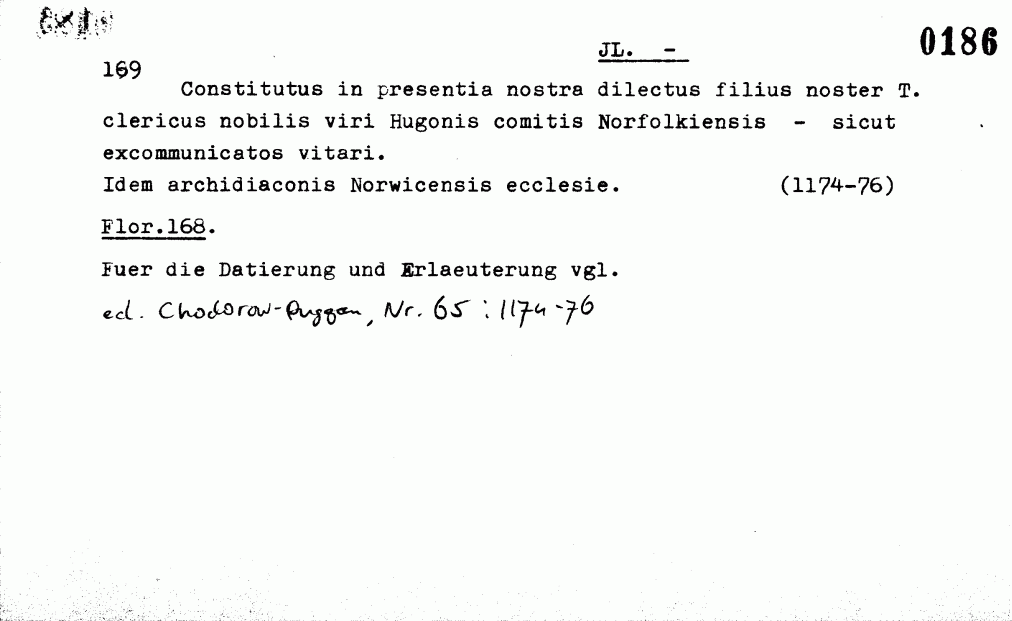 JL. -
0186
169
Constitutus in presentia nostra dilectus filius noster T.
clericus nobilis viri Hugonis comitis Norfolkiensis - sicut
excommunicatos vitari.
Idem archidiaconis Norwicensis ecclesie. (1174-76)
Flor.168.
Fuer die Datierung und Erlaeuterung vgl.
ed. Chodorow-Duggan, Nr. 65 : 1174-76